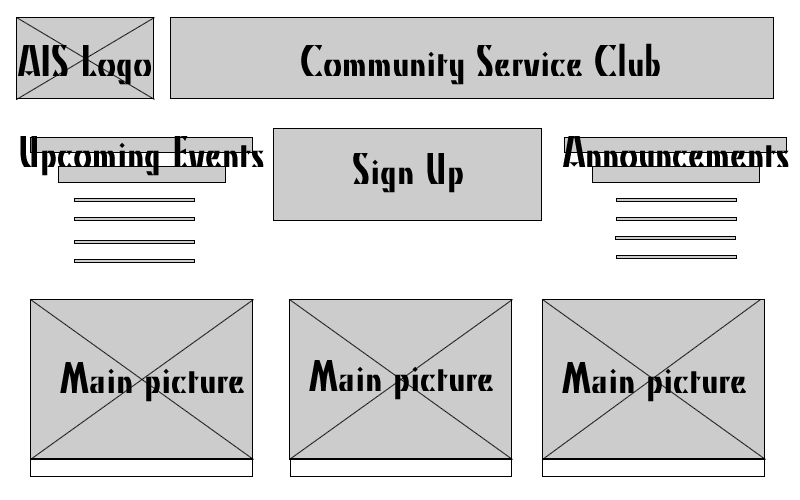 AIS Logo
Community Service Club
Upcoming Events
Sign Up
Announcements
Main picture
Main picture
Main picture